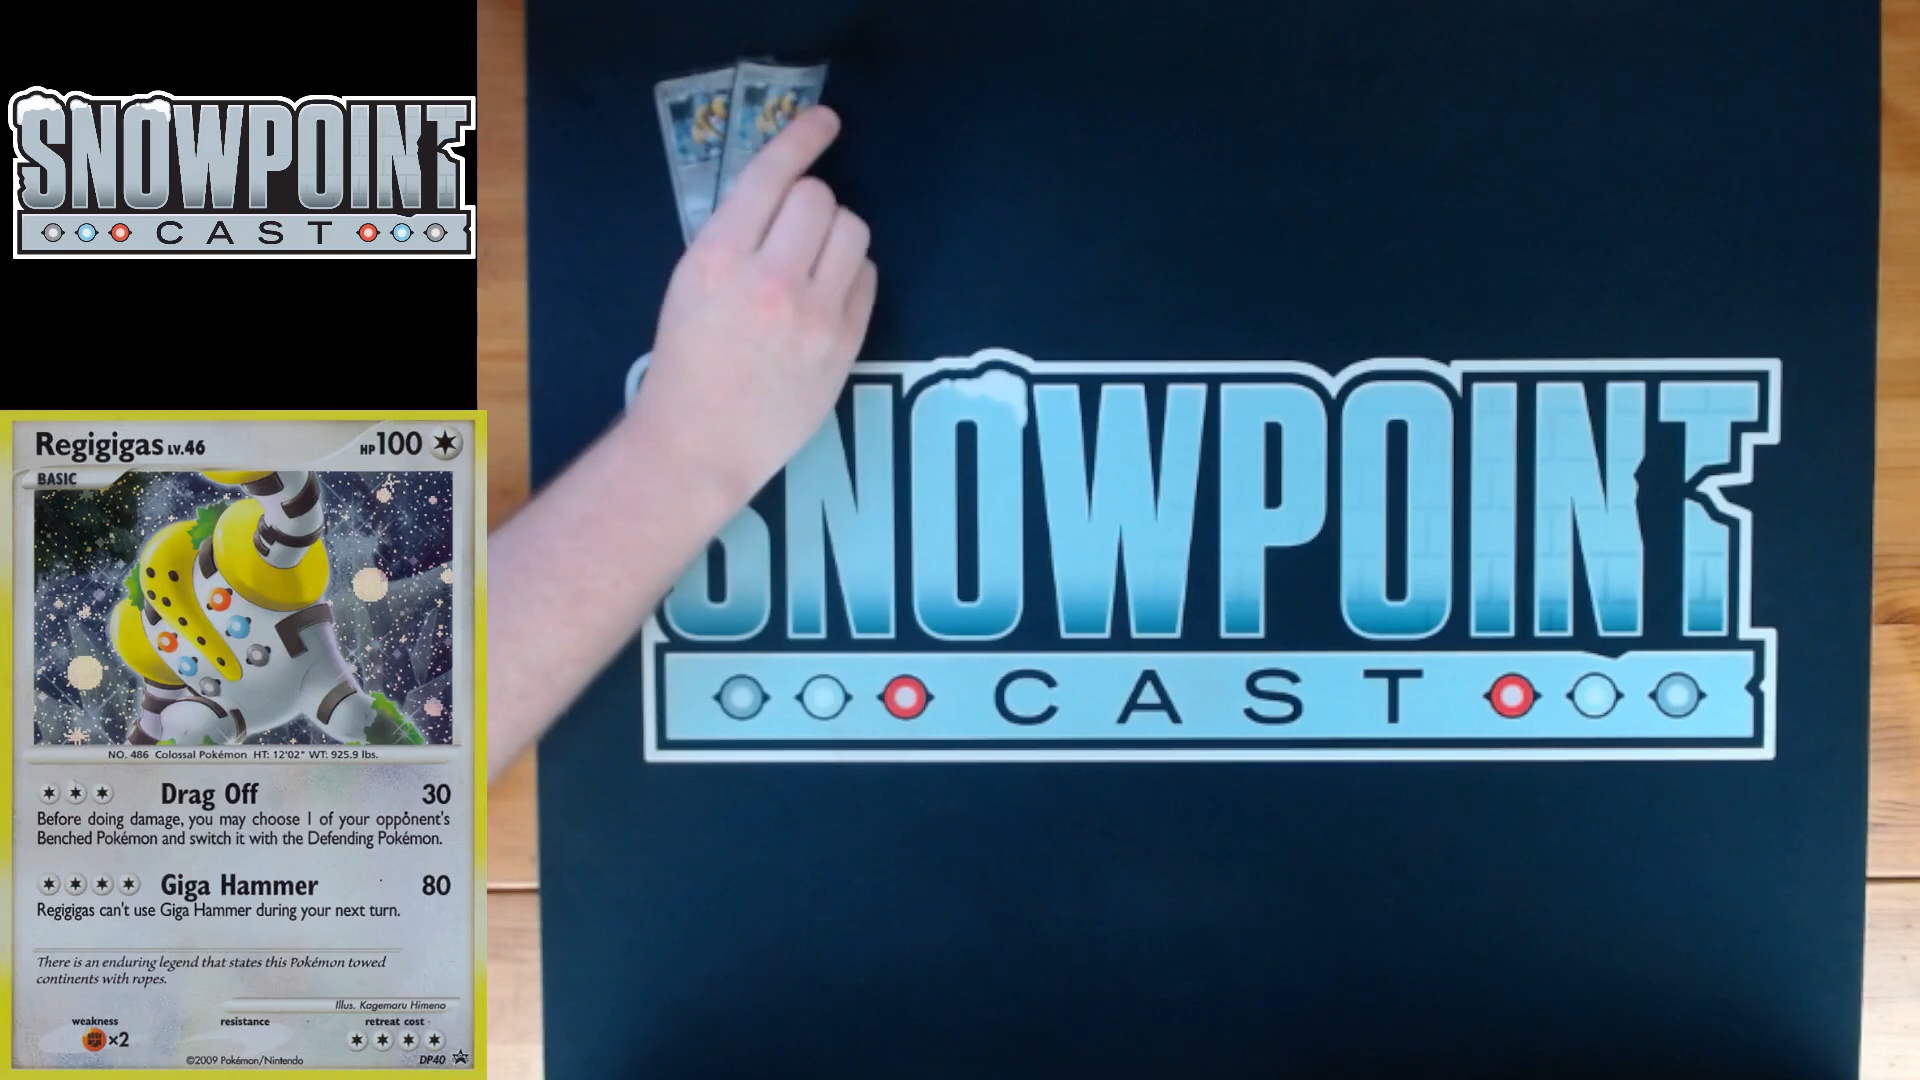 SNOWPOINT
CAST
Regigigas LV.46 HP100
BASIC
NO. 486 Colossal Pokémon HT: 12'02" WT: 925.9 lbs.
Drag Off 30
Before doing damage, you may choose 1 of your opponent's
Benched Pokémon and switch it with the Defending Pokémon.
Giga Hammer 80
Regigigas can't use Giga Hammer during your next turn.
There is an enduring legend that states this Pokémon towed
continents with ropes.
Illus. Kagemaru Himeno
weakness resistance retreat cost
×2
©2009 Pokémon/Nintendo DP40
SNOWPOINT
CAST